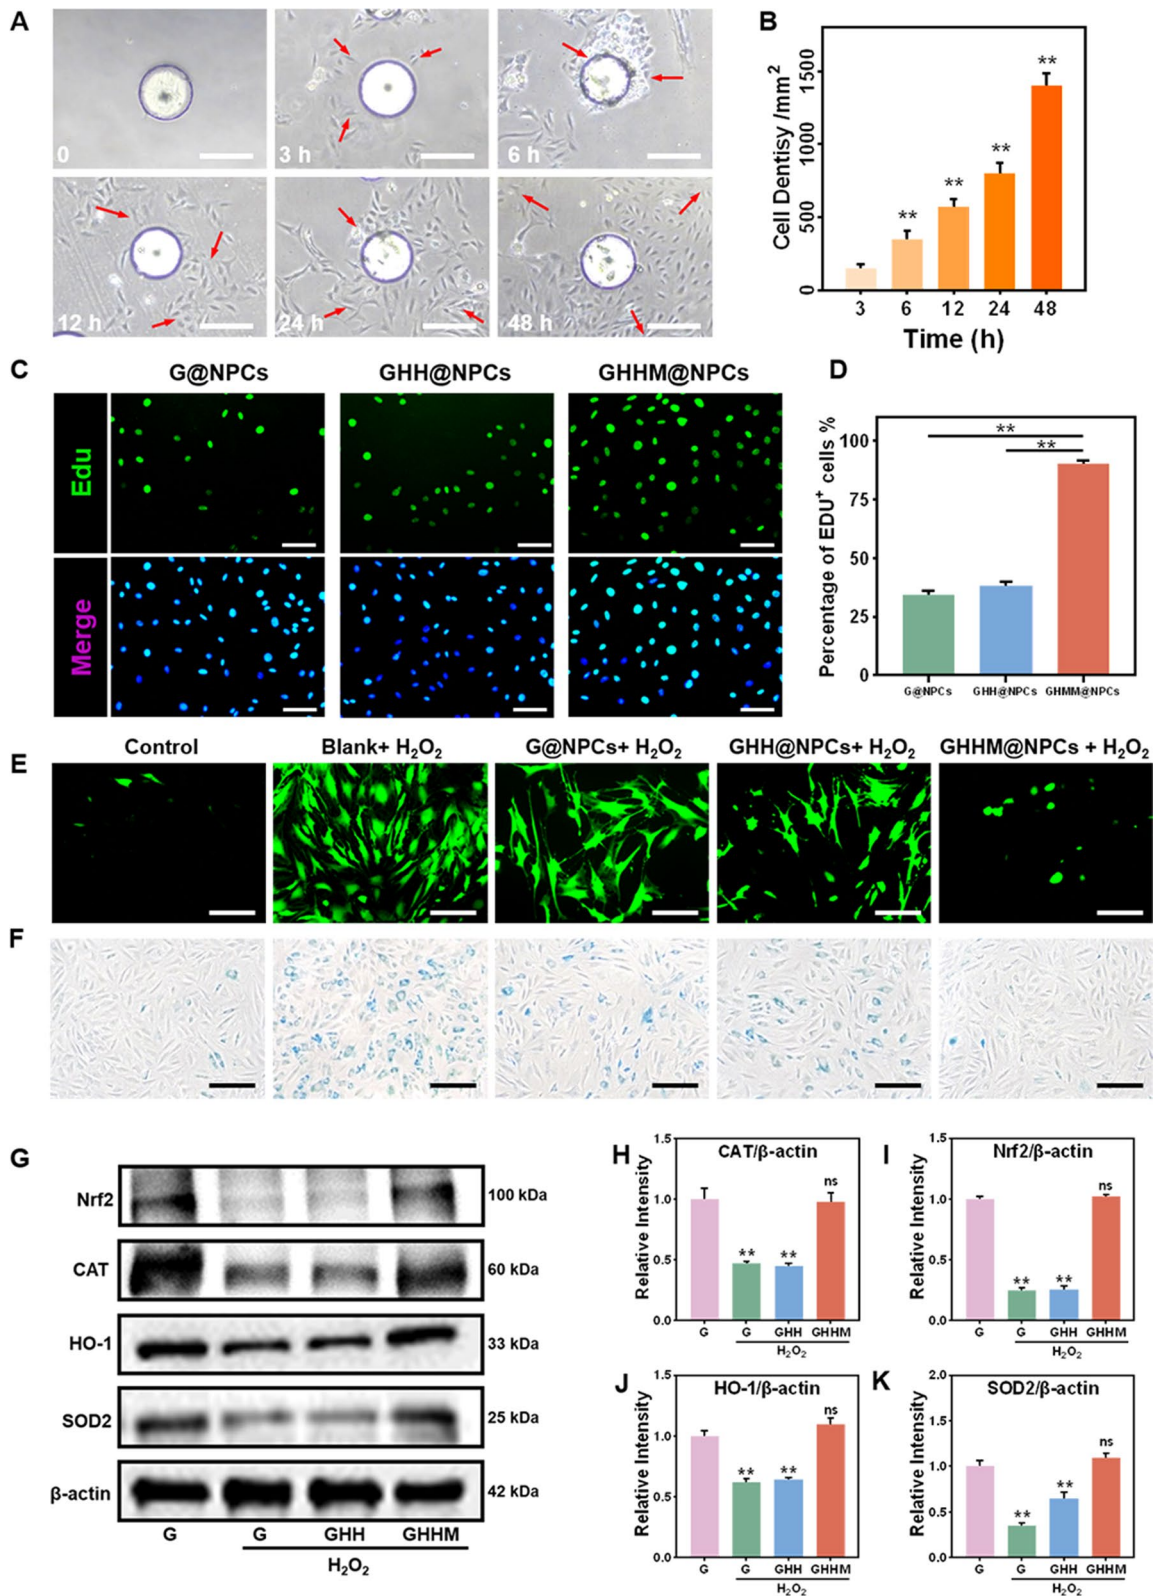 A
0
3 h
6 h
12 h
24 h
48 h
B
Cell Dentisy /mm²
1500
1000
500
0
**
**
**
**
3 6 12 24 48
Time (h)
C
G@NPCs GHH@NPCs GHHM@NPCs
Edu
Merge
D
Percentage of EDU⁺ cells %
100
75
50
25
0
**
**
G@NPCs GHH@NPCs GHMM@NPCs
E
Control Blank+ H₂O₂ G@NPCs+ H₂O₂ GHH@NPCs+ H₂O₂ GHHM@NPCs + H₂O₂
F
G
Nrf2 100 kDa
CAT 60 kDa
HO-1 33 kDa
SOD2 25 kDa
β-actin 42 kDa
G G GHH GHHM
H₂O₂
H
CAT/β-actin
Relative Intensity
1.5
1.0
0.5
0.0
** ** ns
G G GHH GHHM
H₂O₂
I
Nrf2/β-actin
Relative Intensity
1.5
1.0
0.5
0.0
** ** ns
G G GHH GHHM
H₂O₂
J
HO-1/β-actin
Relative Intensity
1.5
1.0
0.5
0.0
** ** ns
G G GHH GHHM
H₂O₂
K
SOD2/β-actin
Relative Intensity
2.0
1.5
1.0
0.5
0.0
** ** ns
G G GHH GHHM
H₂O₂